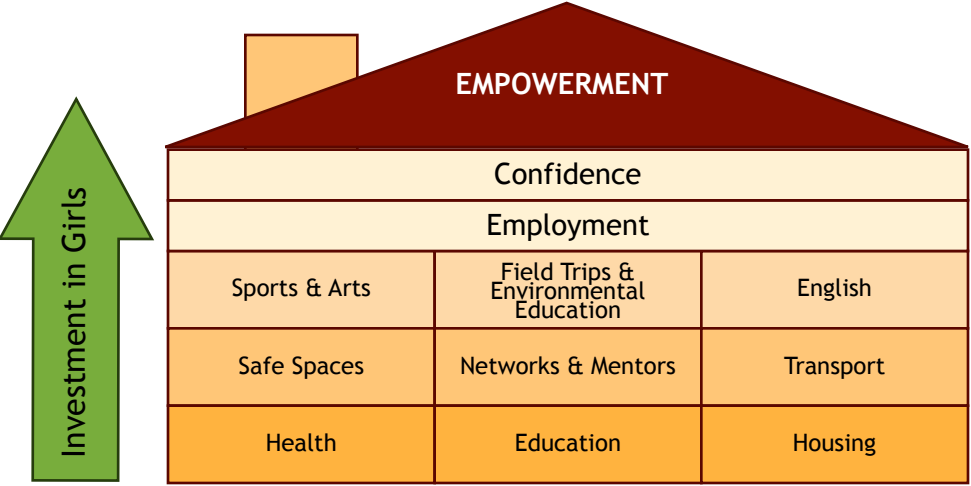 EMPOWERMENT
Confidence
Employment
Sports & Arts
Field Trips &
Environmental
Education
English
Safe Spaces
Networks & Mentors
Transport
Health
Education
Housing
Investment in Girls